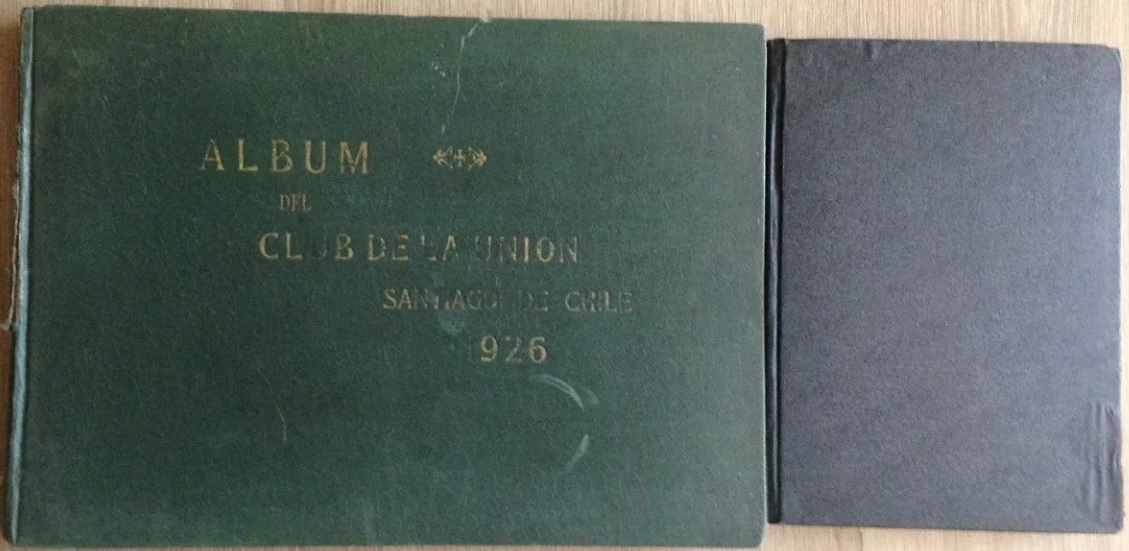 ALBUM
DEL
CLUB DE LA UNION
SANTIAGO DE CHILE
1926